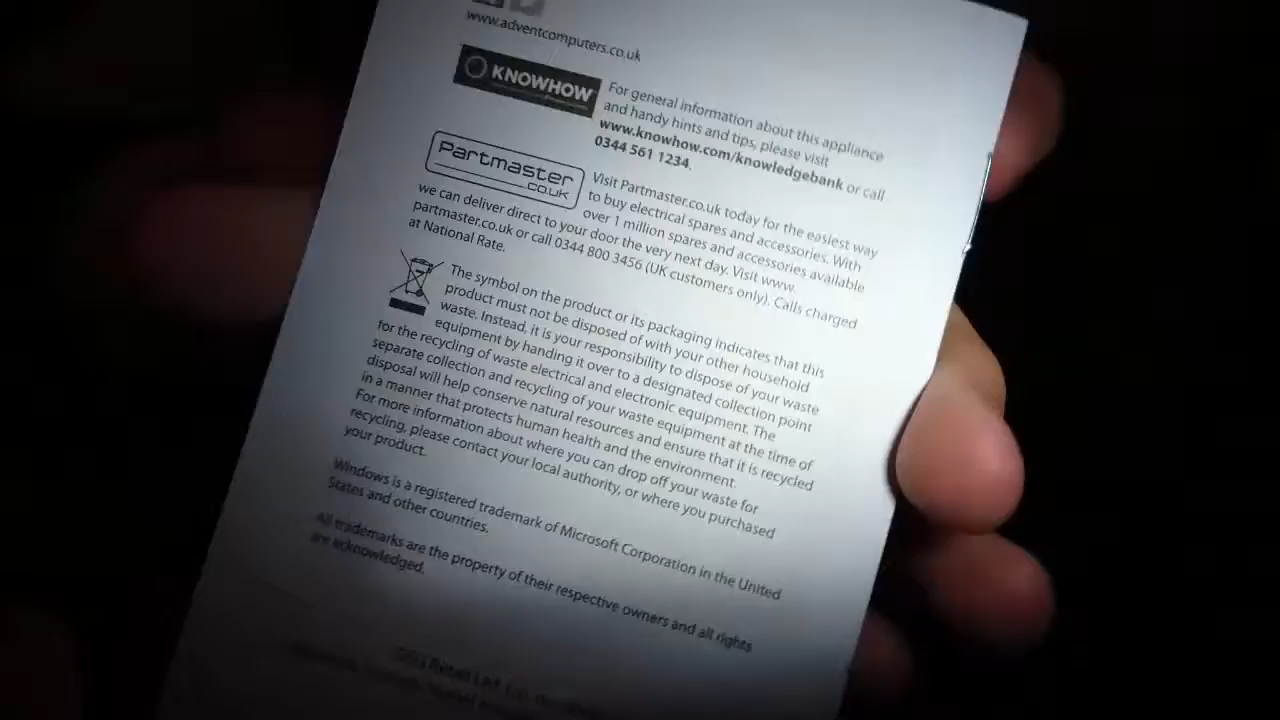 www.adventcomputers.co.uk
KNOWHOW
For general information about this appliance
and handy hints and tips, please visit
www.knowhow.com/knowledgebank or call
0344 561 1234.
Partmaster
co.uk
Visit Partmaster.co.uk today for the easiest way
to buy electrical spares and accessories. With
over 1 million spares and accessories available
we can deliver direct to your door the very next day. Visit www.
partmaster.co.uk or call 0344 800 3456 (UK customers only). Calls charged
at National Rate.
The symbol on the product or its packaging indicates that this
product must not be disposed of with your other household
waste. Instead, it is your responsibility to dispose of your waste
equipment by handing it over to a designated collection point
for the recycling of waste electrical and electronic equipment. The
separate collection and recycling of your waste equipment at the time of
disposal will help conserve natural resources and ensure that it is recycled
in a manner that protects human health and the environment.
For more information about where you can drop off your waste for
recycling, please contact your local authority, or where you purchased
your product.
Windows is a registered trademark of Microsoft Corporation in the United
States and other countries.
All trademarks are the property of their respective owners and all rights
are acknowledged.
Retail Ltd.